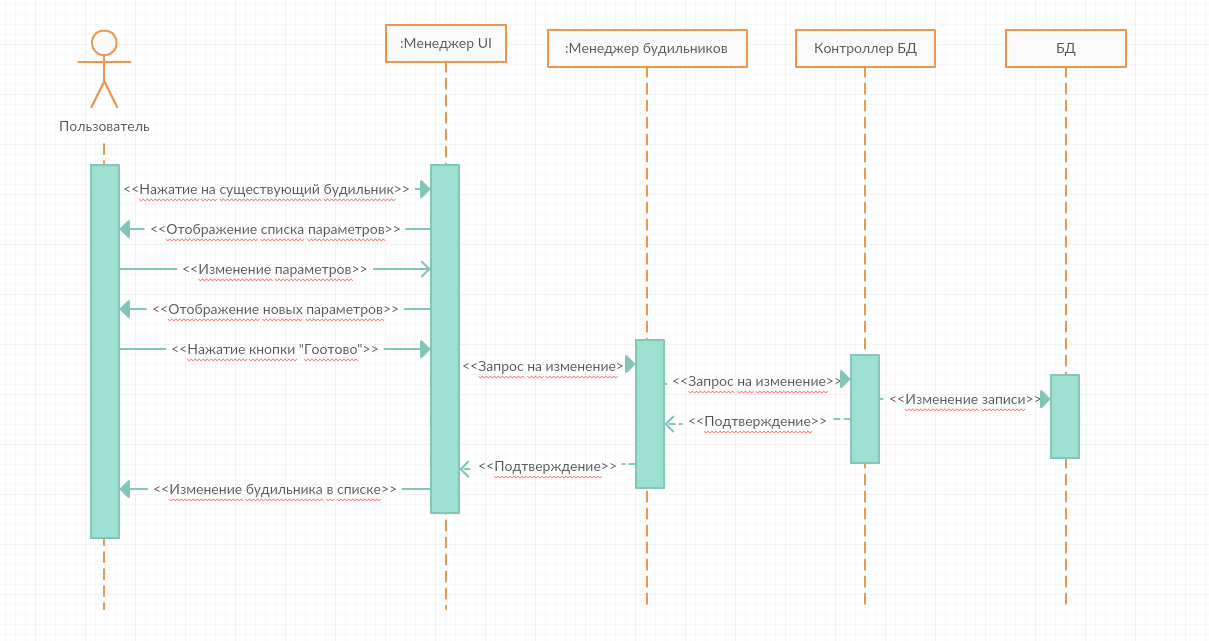 :Менеджер UI
:Менеджер будильников
Контроллер БД
БД
Пользователь
<<Нажатие на существующий будильник>>
<<Отображение списка параметров>>
<<Изменение параметров>>
<<Отображение новых параметров>>
<<Нажатие кнопки "Гоотово">>
<<Запрос на изменение>
<<Запрос на изменение>>
<<Изменение записи>>
<<Подтверждение>>
<<Подтверждение>>
<<Изменение будильника в списке>>